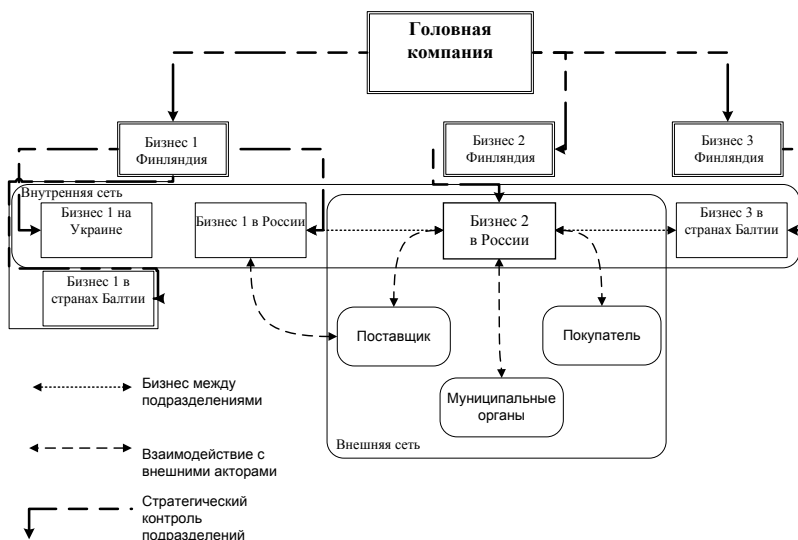 Головная
компания
Бизнес 1
Финляндия
Бизнес 2
Финляндия
Бизнес 3
Финляндия
Внутренняя сеть
Бизнес 1 на
Украине
Бизнес 1 в России
Бизнес 2
в России
Бизнес 3 в
странах Балтии
Бизнес 1 в
странах Балтии
Поставщик
Покупатель
Муниципальные
органы
Внешняя сеть
Бизнес между
подразделениями
Взаимодействие с
внешними акторами
Стратегический
контроль
подразделений